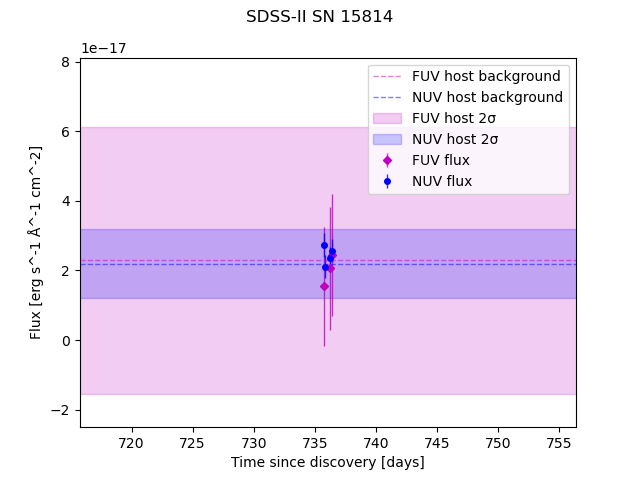 SDSS-II SN 15814
1e−17
8
6
4
2
0
−2
Flux [erg s^-1 Å^-1 cm^-2]
FUV host background
NUV host background
FUV host 2σ
NUV host 2σ
FUV flux
NUV flux
720 725 730 735 740 745 750 755
Time since discovery [days]